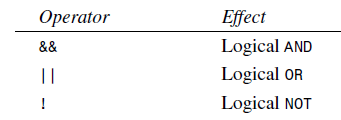 Operator Effect
&& Logical AND
|| Logical OR
! Logical NOT